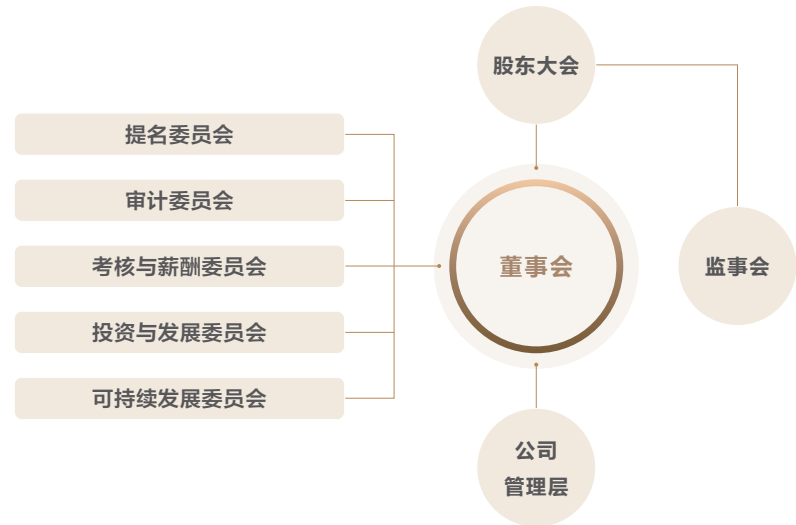 股东大会
提名委员会
审计委员会
考核与薪酬委员会
投资与发展委员会
可持续发展委员会
董事会
监事会
公司
管理层